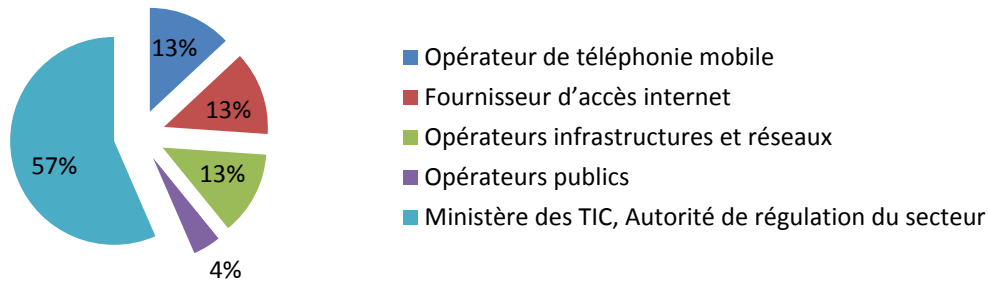 13%
13%
13%
4%
57%
Opérateur de téléphonie mobile
Fournisseur d’accès internet
Opérateurs infrastructures et réseaux
Opérateurs publics
Ministère des TIC, Autorité de régulation du secteur